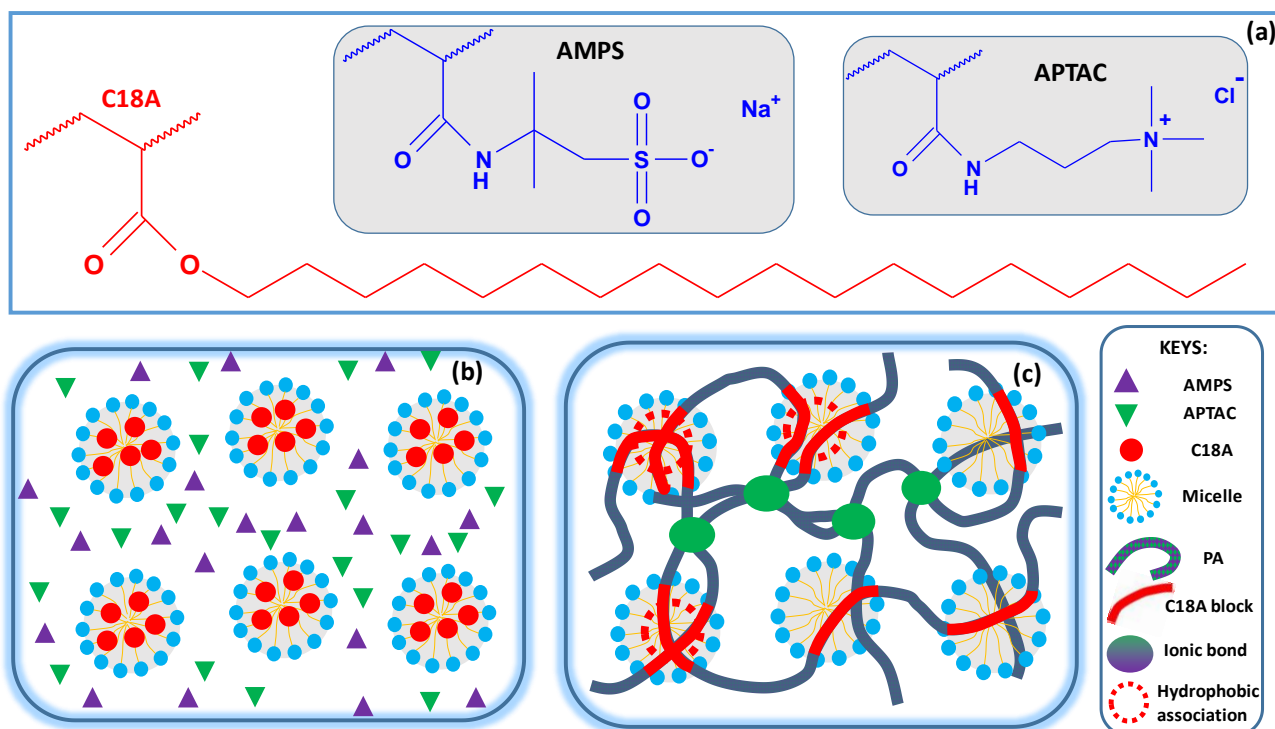 (a)
AMPS
APTAC
C18A
O
N
H
S
O
O
O-
Na+
O
N
H
N
+
Cl-
O
O
(b)
(c)
KEYS:
AMPS
APTAC
C18A
Micelle
PA
C18A block
Ionic bond
Hydrophobic
association